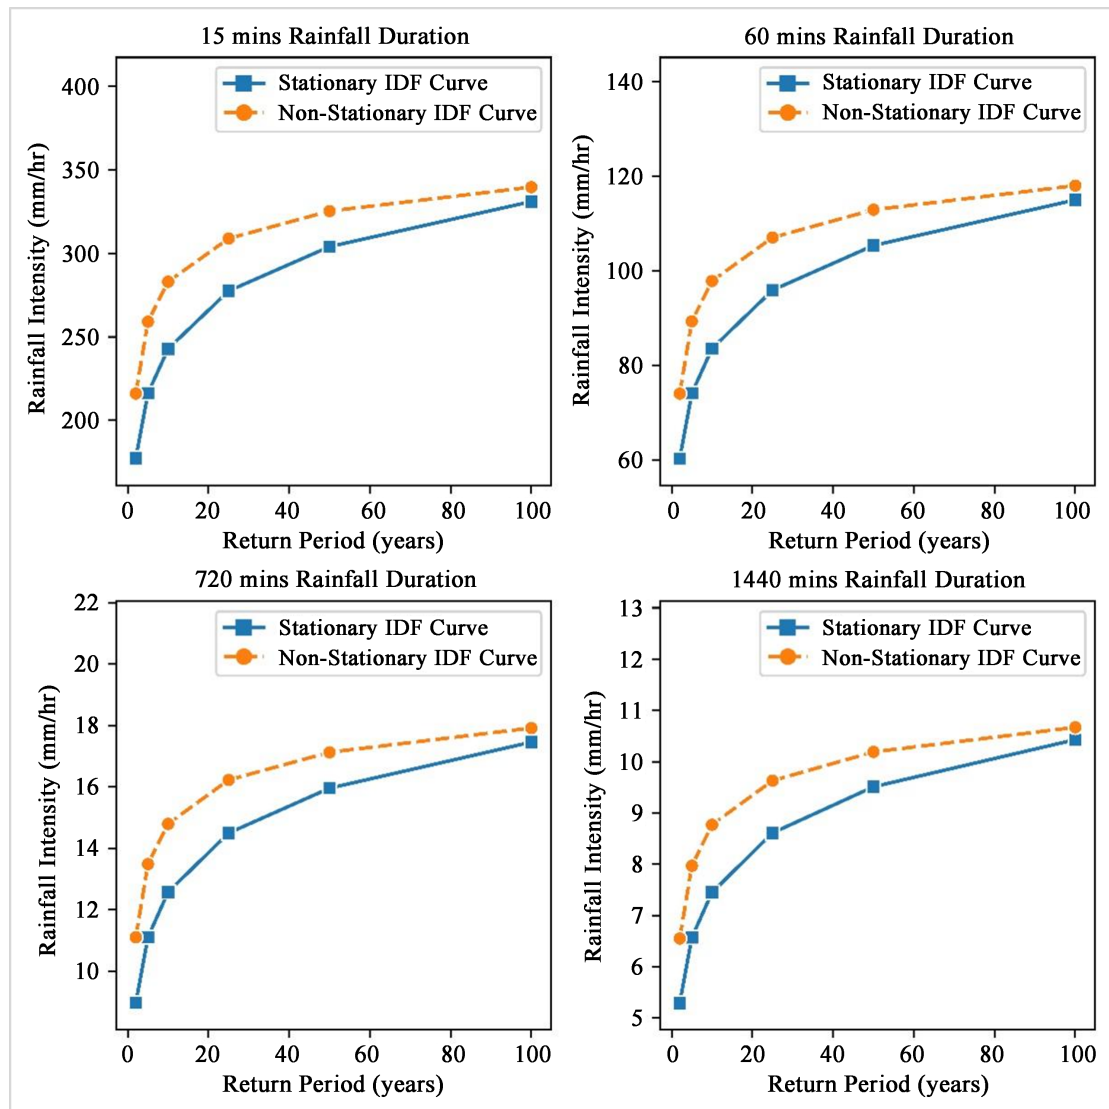 15 mins Rainfall Duration
400
350
300
250
200
Rainfall Intensity (mm/hr)
Stationary IDF Curve
Non-Stationary IDF Curve
0 20 40 60 80 100
Return Period (years)
60 mins Rainfall Duration
140
120
100
80
60
Rainfall Intensity (mm/hr)
Stationary IDF Curve
Non-Stationary IDF Curve
0 20 40 60 80 100
Return Period (years)
720 mins Rainfall Duration
22
20
18
16
14
12
10
Rainfall Intensity (mm/hr)
Stationary IDF Curve
Non-Stationary IDF Curve
0 20 40 60 80 100
Return Period (years)
1440 mins Rainfall Duration
13
12
11
10
9
8
7
6
5
Rainfall Intensity (mm/hr)
Stationary IDF Curve
Non-Stationary IDF Curve
0 20 40 60 80 100
Return Period (years)